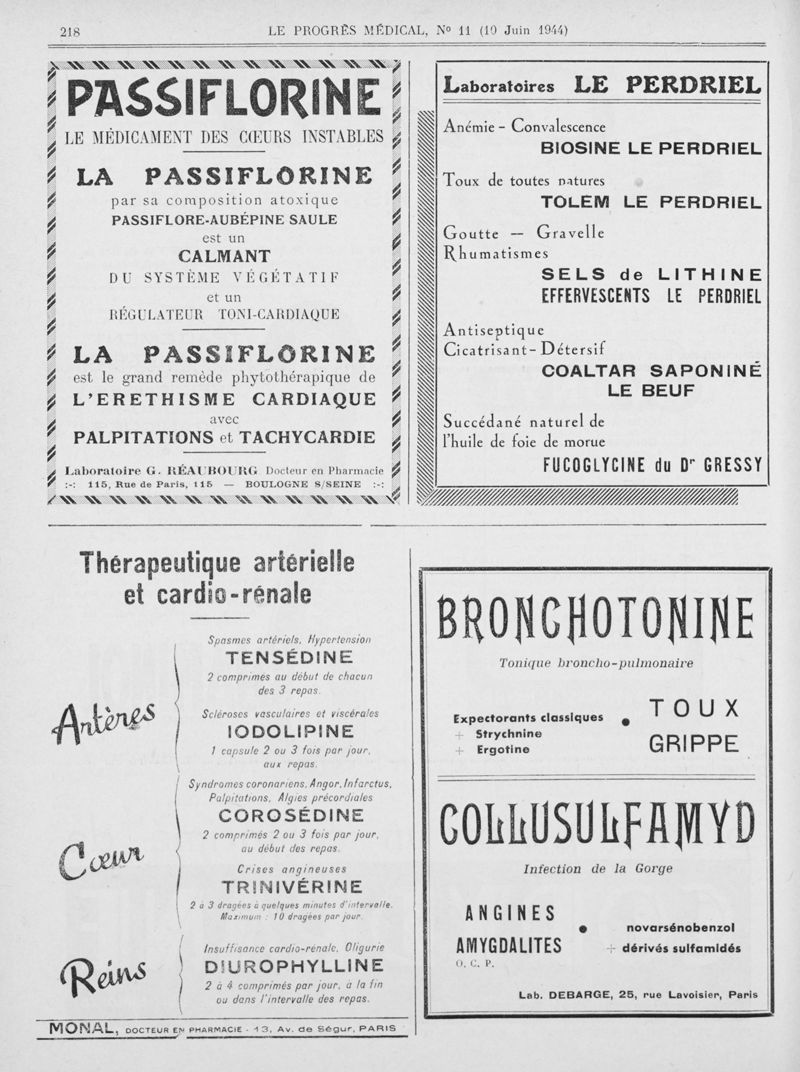 218
LE PROGRÈS MÉDICAL, Nº 11 (10 Juin 1944)
PASSIFLORINE
LE MÉDICAMENT DES CŒURS INSTABLES
LA PASSIFLORINE
par sa composition atoxique
PASSIFLORE-AUBÉPINE SAULE
est un
CALMANT
DU SYSTÈME VÉGÉTATIF
et un
RÉGULATEUR TONI-CARDIAQUE
LA PASSIFLORINE
est le grand remède phytothérapique de
L'ERETHISME CARDIAQUE
avec
PALPITATIONS et TACHYCARDIE
Laboratoire G. RÉAUBOURG Docteur en Pharmacie
:-: 115, Rue de Paris, 115 — BOULOGNE S/SEINE :-:
Laboratoires LE PERDRIEL
Anémie - Convalescence
BIOSINE LE PERDRIEL
Toux de toutes natures
TOLEM LE PERDRIEL
Goutte — Gravelle
Rhumatismes
SELS de LITHINE
EFFERVESCENTS LE PERDRIEL
Antiseptique
Cicatrisant - Détersif
COALTAR SAPONINÉ
LE BEUF
Succédané naturel de
l'huile de foie de morue
FUCOGLYCINE du Dr GRESSY
Thérapeutique artérielle
et cardio-rénale
Artères
Spasmes artériels, Hypertension
TENSÉDINE
2 comprimés au début de chacun
des 3 repas.
Scléroses vasculaires et viscérales
IODOLIPINE
1 capsule 2 ou 3 fois par jour,
aux repas.
Cœur
Syndromes coronariens, Angor, Infarctus,
Palpitations, Algies précordiales
COROSÉDINE
2 comprimés 2 ou 3 fois par jour,
au début des repas.
Crises angineuses
TRINIVÉRINE
2 à 3 dragées à quelques minutes d'intervalle.
Maximum : 10 dragées par jour.
Reins
Insuffisance cardio-rénale, Oligurie
DIUROPHYLLINE
2 à 4 comprimés par jour, à la fin
ou dans l'intervalle des repas.
MONAL, DOCTEUR EN PHARMACIE - 13, Av. de Ségur, PARIS
BRONCHOTONINE
Tonique broncho-pulmonaire
Expectorants classiques
+ Strychnine
+ Ergotine
• TOUX
GRIPPE
COLLUSULFAMYD
Infection de la Gorge
ANGINES
AMYGDALITES
O. C. P.
• novarsénobenzol
+ dérivés sulfamidés
Lab. DEBARGE, 25, rue Lavoisier, Paris